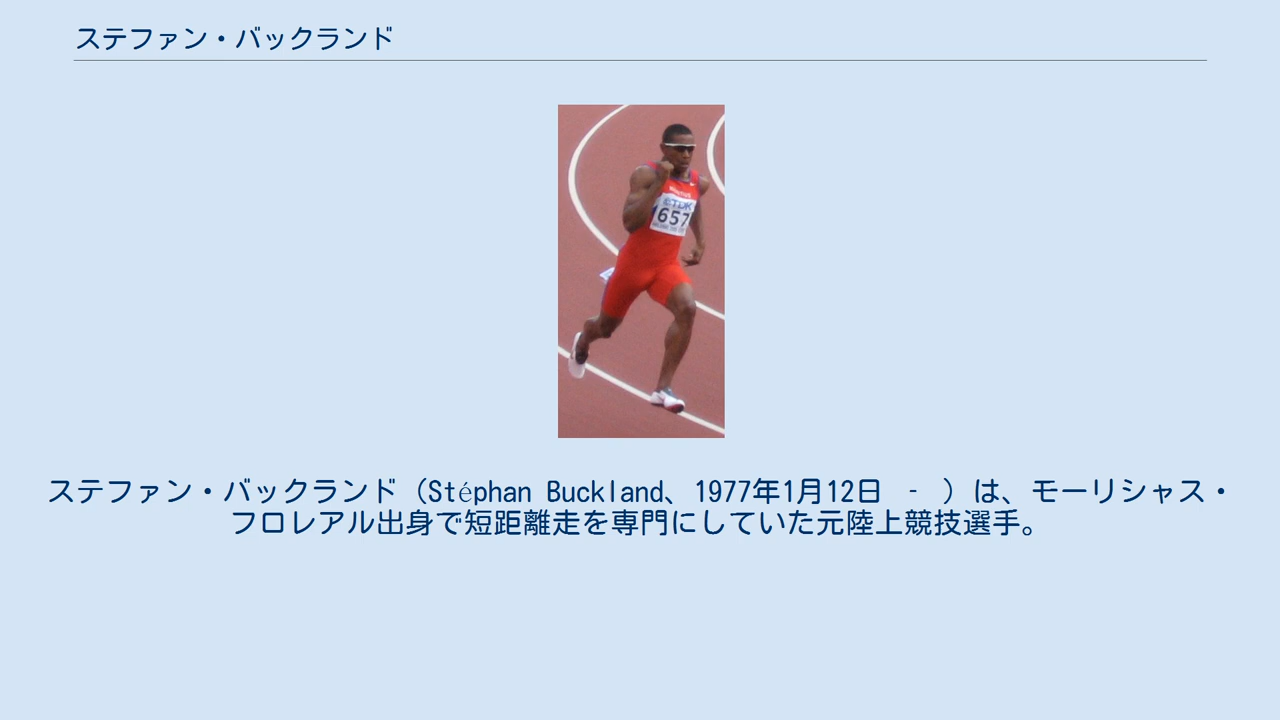 ステファン・バックランド
TDK
657
ステファン・バックランド（Stéphan Buckland、1977年1月12日 - ）は、モーリシャス・
フロレアル出身で短距離走を専門にしていた元陸上競技選手。